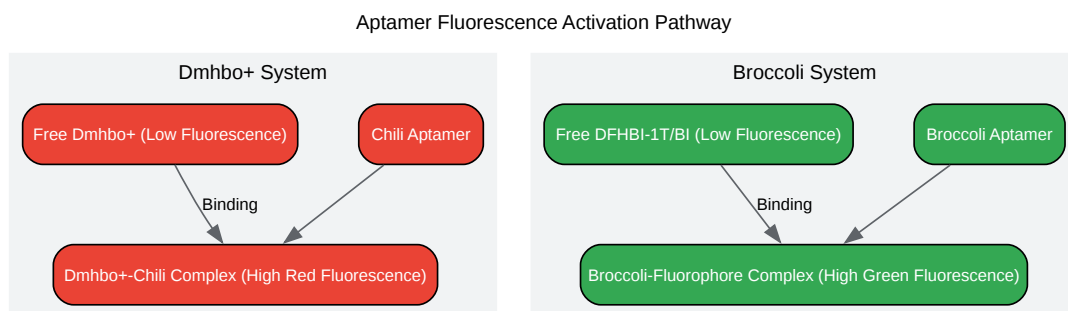 Aptamer Fluorescence Activation Pathway
Dmhbo+ System
Free Dmhbo+ (Low Fluorescence)
Chili Aptamer
Binding
Dmhbo+-Chili Complex (High Red Fluorescence)
Broccoli System
Free DFHBI-1T/BI (Low Fluorescence)
Broccoli Aptamer
Binding
Broccoli-Fluorophore Complex (High Green Fluorescence)